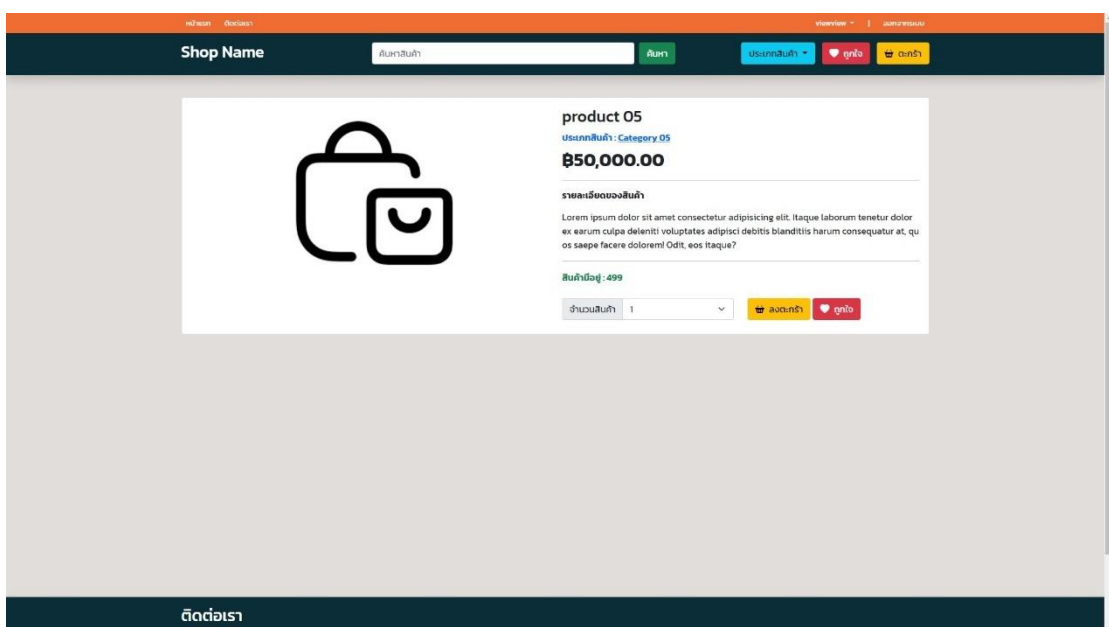 หน้าแรก ติดต่อเรา viewview | ออกจากระบบ
Shop Name ค้นหาสินค้า ค้นหา ประเภทสินค้า ถูกใจ ตะกร้า
product 05
ประเภทสินค้า : Category 05
฿50,000.00
รายละเอียดของสินค้า
Lorem ipsum dolor sit amet consectetur adipisicing elit. Itaque laborum tenetur dolor
ex earum culpa deleniti voluptates adipisci debitis blanditiis harum consequatur at, qu
os saepe facere dolorem! Odit, eos itaque?
สินค้ามีอยู่ : 499
จำนวนสินค้า 1 ลงตะกร้า ถูกใจ
ติดต่อเรา